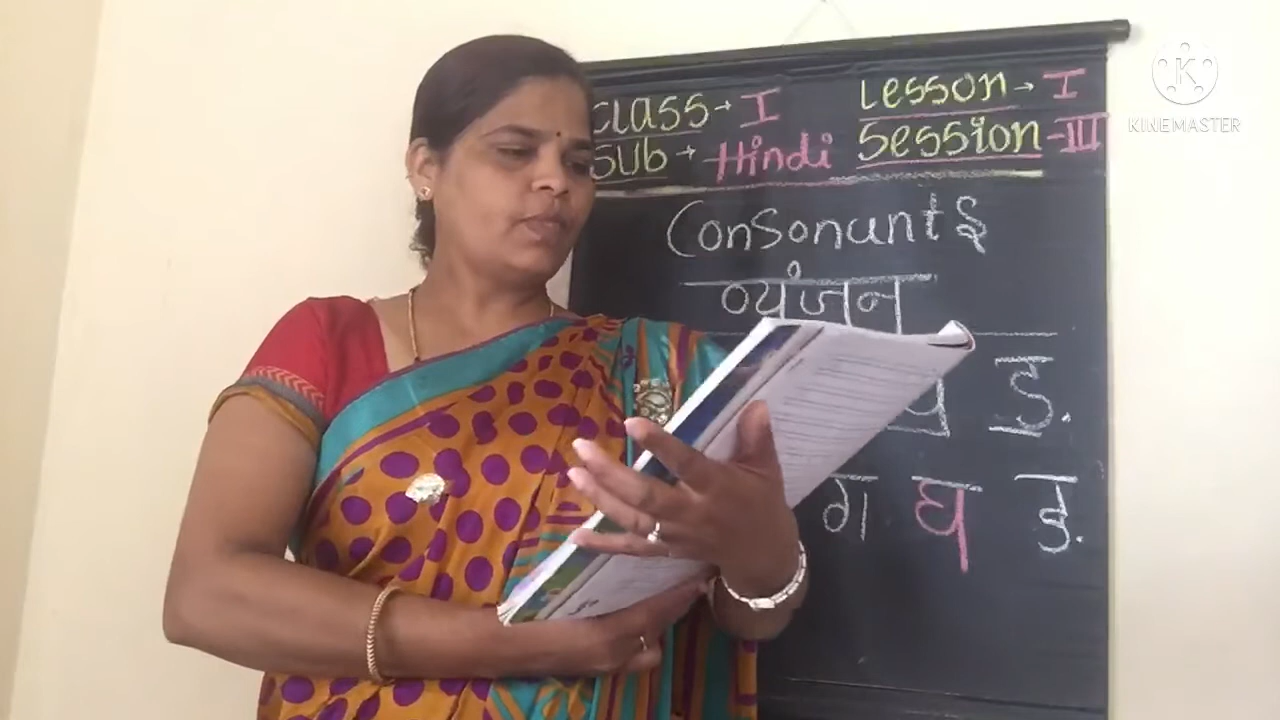 Class → I Lesson → I
Sub → Hindi Session - III
Consonants
व्यंजन
घ ङ
ग घ ङ
K
KINEMASTER